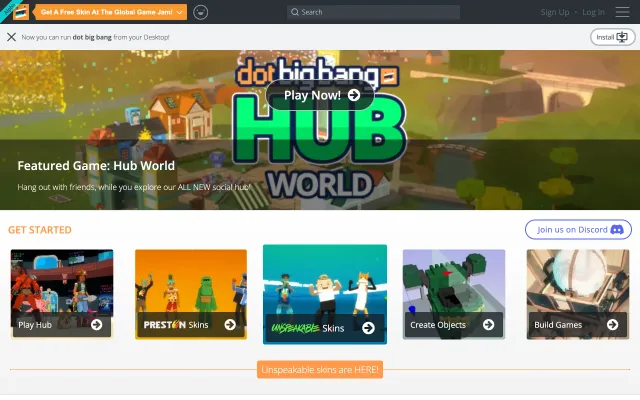 Get A Free Skin At The Global Game Jam!
Search
Sign Up • Log In
Now you can run dot big bang from your Desktop!
Install
dotbigbang
Play Now!
HUB
WORLD
Featured Game: Hub World
Hang out with friends, while you explore our ALL NEW social hub!
GET STARTED
Join us on Discord
Play Hub
PRESTON Skins
UNSPEAKABLE Skins
Create Objects
Build Games
Unspeakable skins are HERE!